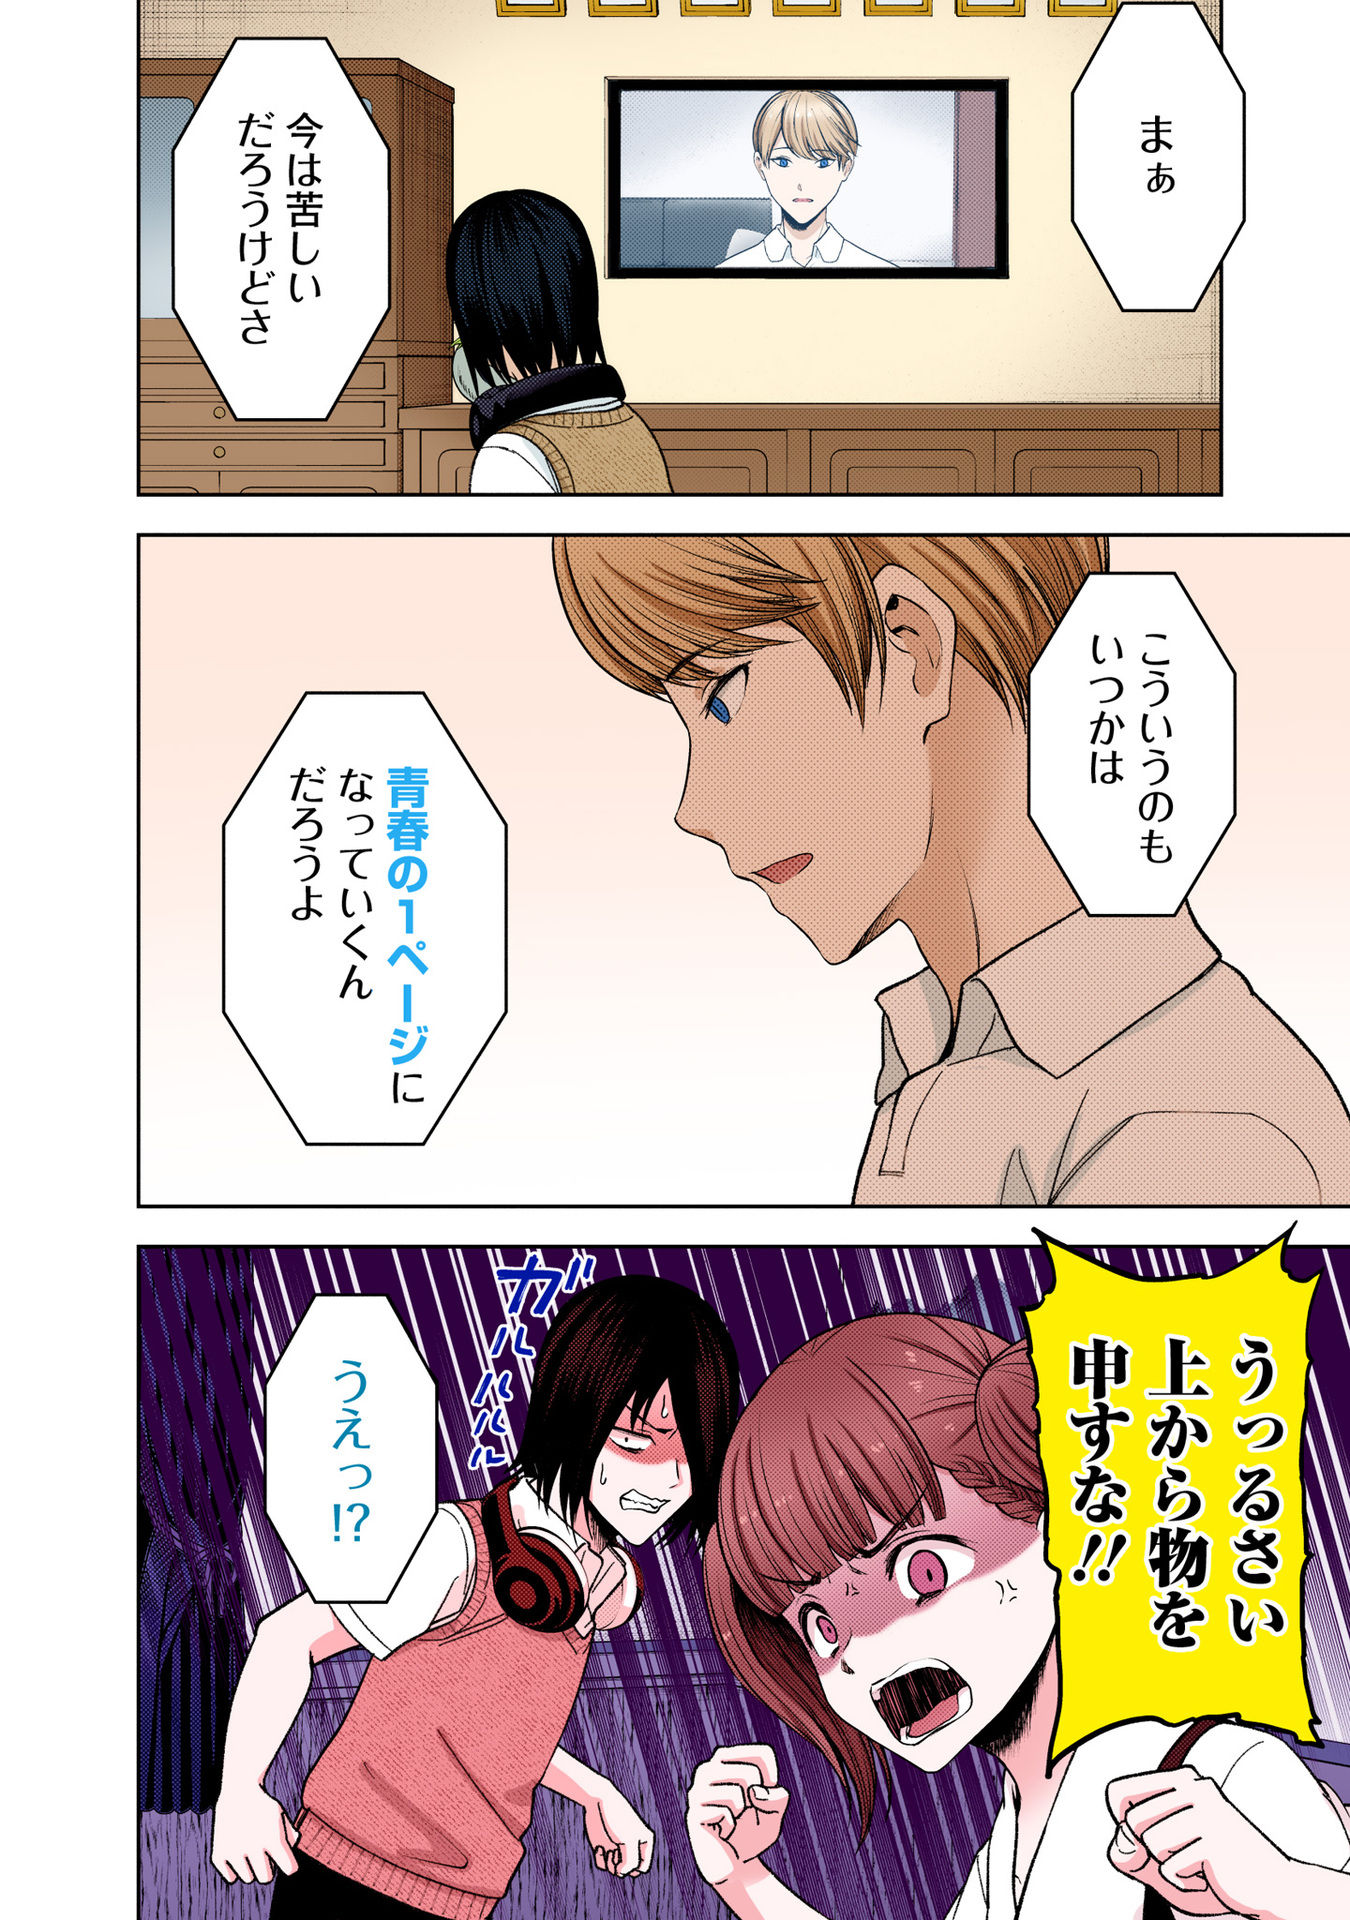 まぁ
今は苦しい
だろうけどさ
こういうのも
いつかは
青春の1ページに
なっていくん
だろうよ
うっるさい
上から物を
申すな!!
ガルルルル
うえっ!?